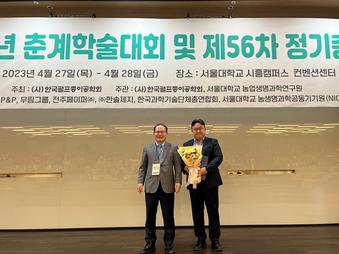 년 춘계학술대회 및 제56차 정기총
2023년 4월 27일(목) - 4월 28일(금) 장소 : 서울대학교 시흥캠퍼스 컨벤션센터
주최 : (사)한국펄프종이공학회 주관 : (사)한국펄프종이공학회, 서울대학교 농업생명과학연구원
P&P, 무림그룹, 전주페이퍼㈜, ㈜한솔제지, 한국과학기술단체총연합회, 서울대학교 농생명과학공동기기원(NIC